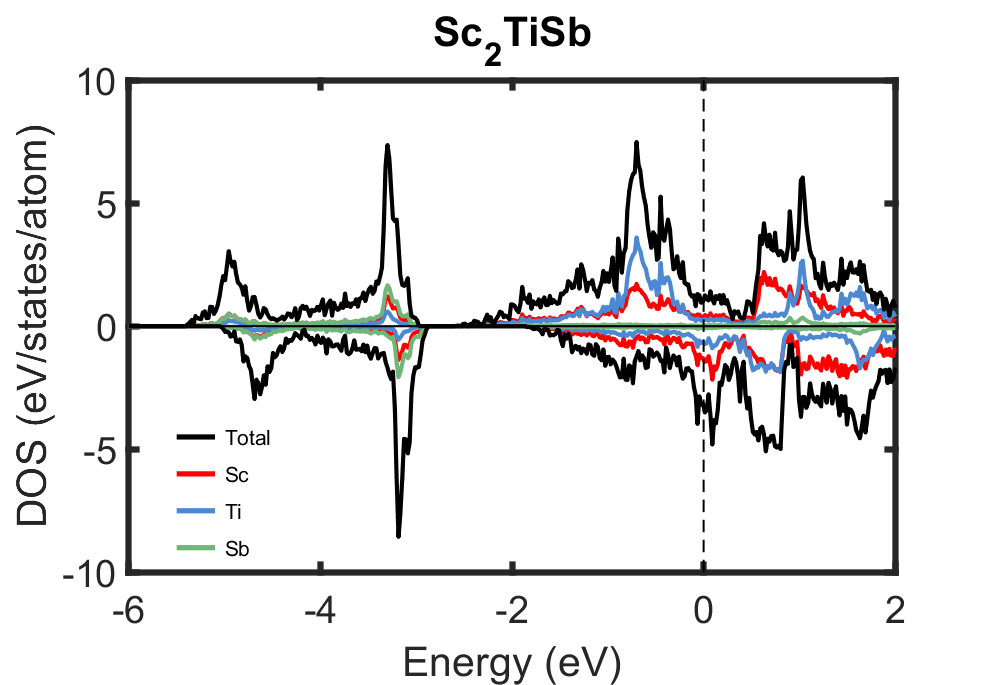 Sc₂TiSb
10
5
0
-5
-10
DOS (eV/states/atom)
Total
Sc
Ti
Sb
-6 -4 -2 0 2
Energy (eV)